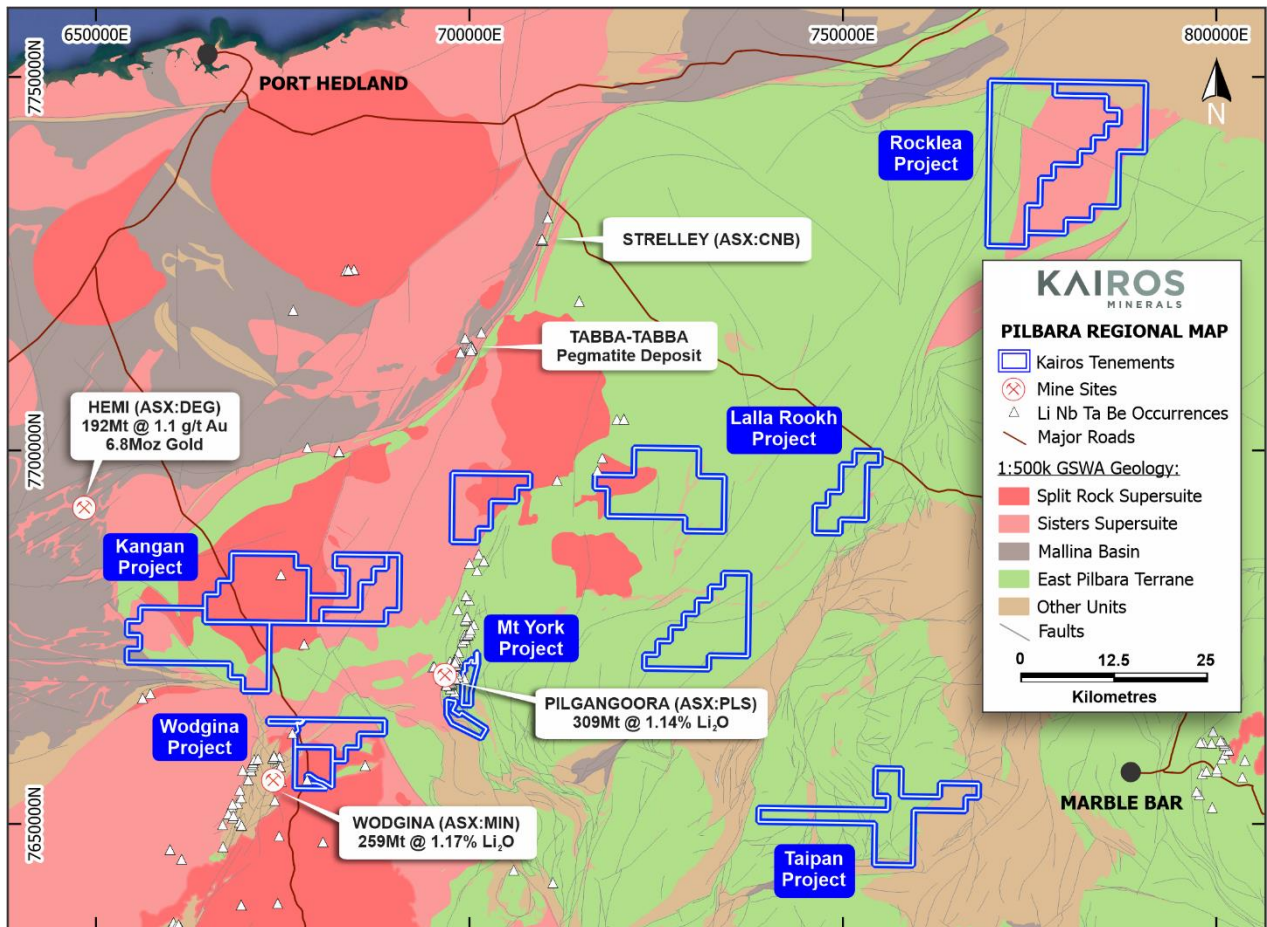 650000E
700000E
750000E
800000E
7750000N
7700000N
7650000N
PORT HEDLAND
N
Rocklea
Project
STRELLEY (ASX:CNB)
TABBA-TABBA
Pegmatite Deposit
HEMI (ASX:DEG)
192Mt @ 1.1 g/t Au
6.8Moz Gold
Lalla Rookh
Project
Kangan
Project
Mt York
Project
PILGANGOORA (ASX:PLS)
309Mt @ 1.14% Li₂O
Wodgina
Project
WODGINA (ASX:MIN)
259Mt @ 1.17% Li₂O
Taipan
Project
MARBLE BAR
KAIROS
MINERALS
PILBARA REGIONAL MAP
Kairos Tenements
Mine Sites
Li Nb Ta Be Occurrences
Major Roads
1:500k GSWA Geology:
Split Rock Supersuite
Sisters Supersuite
Mallina Basin
East Pilbara Terrane
Other Units
Faults
0 12.5 25
Kilometres